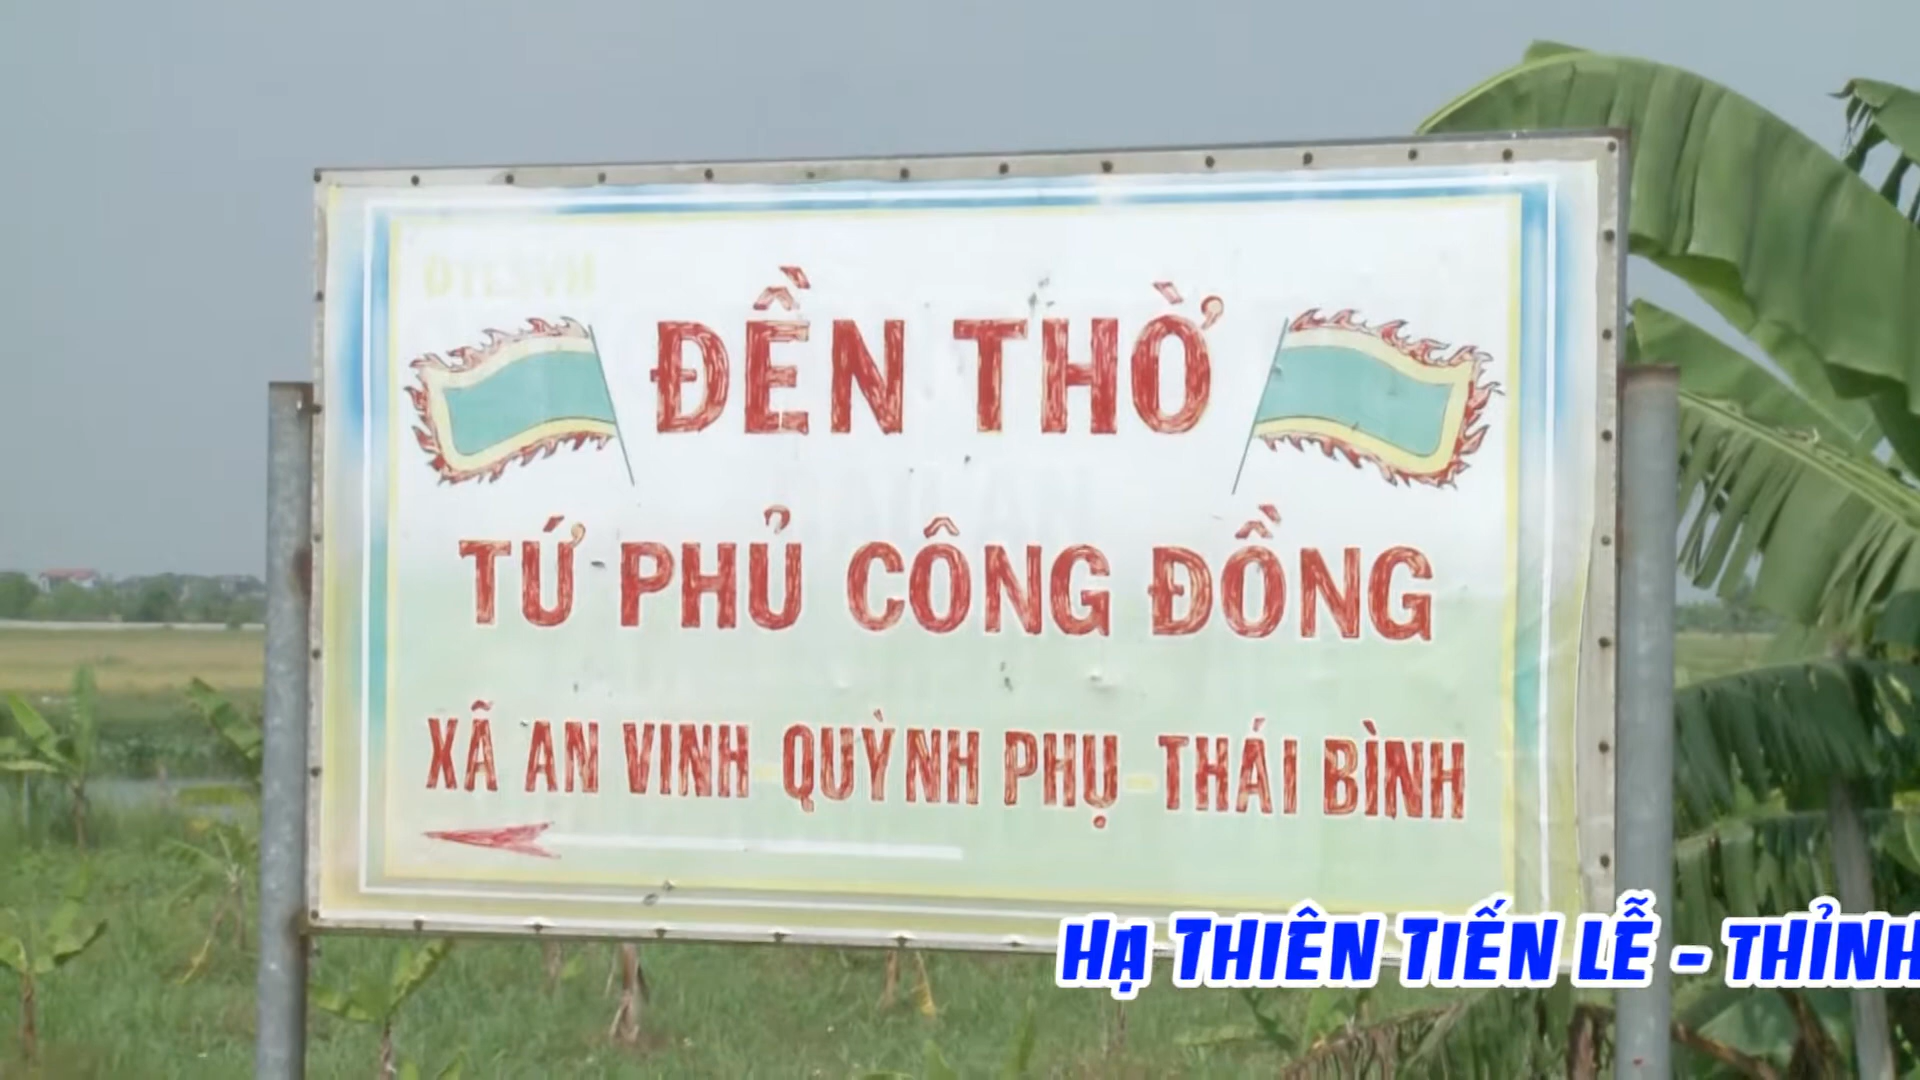 ĐỀN THỜ
TỨ PHỦ CÔNG ĐỒNG
XÃ AN VINH - QUỲNH PHỤ - THÁI BÌNH
HẠ THIÊN TIẾN LỄ - THỈNH